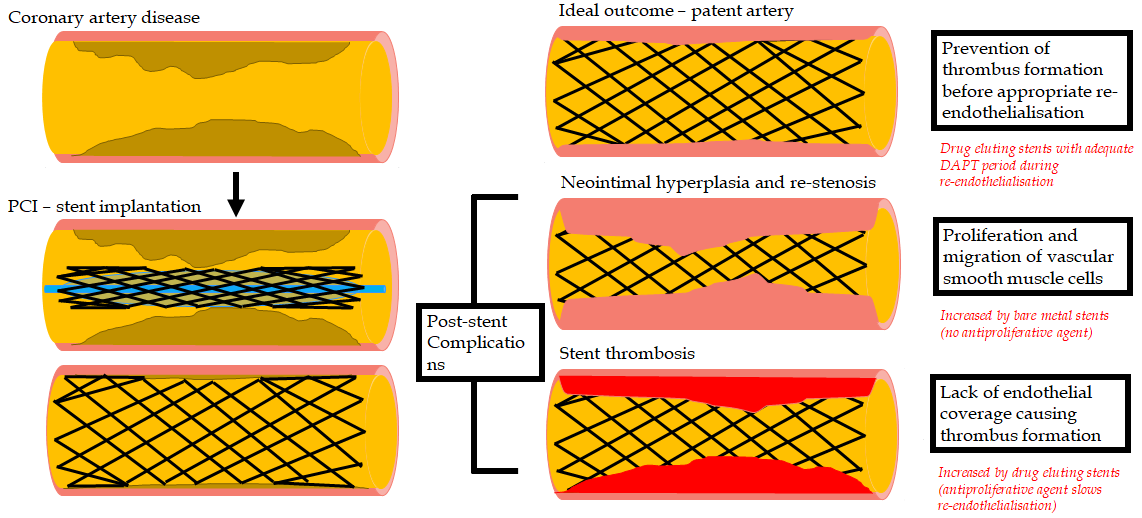 Coronary artery disease
PCI – stent implantation
Post-stent
Complicatio
ns
Ideal outcome – patent artery
Prevention of
thrombus formation
before appropriate re-
endothelialisation
Drug eluting stents with adequate
DAPT period during
re-endothelialisation
Neointimal hyperplasia and re-stenosis
Proliferation and
migration of vascular
smooth muscle cells
Increased by bare metal stents
(no antiproliferative agent)
Stent thrombosis
Lack of endothelial
coverage causing
thrombus formation
Increased by drug eluting stents
(antiproliferative agent slows
re-endothelialisation)